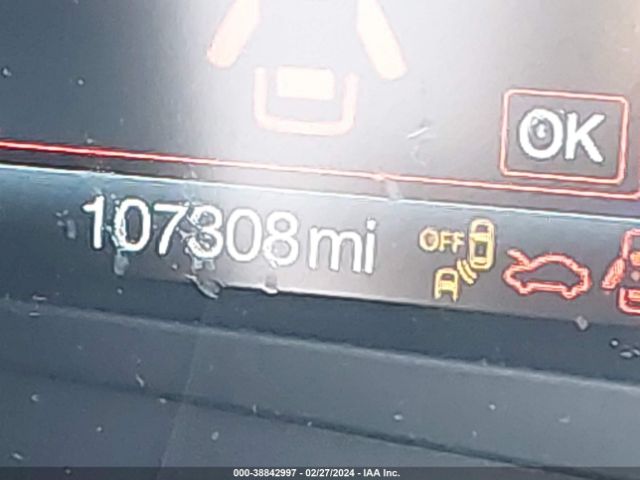 OK
107308 mi
OFF
000-38842997 - 02/27/2024 - IAA Inc.